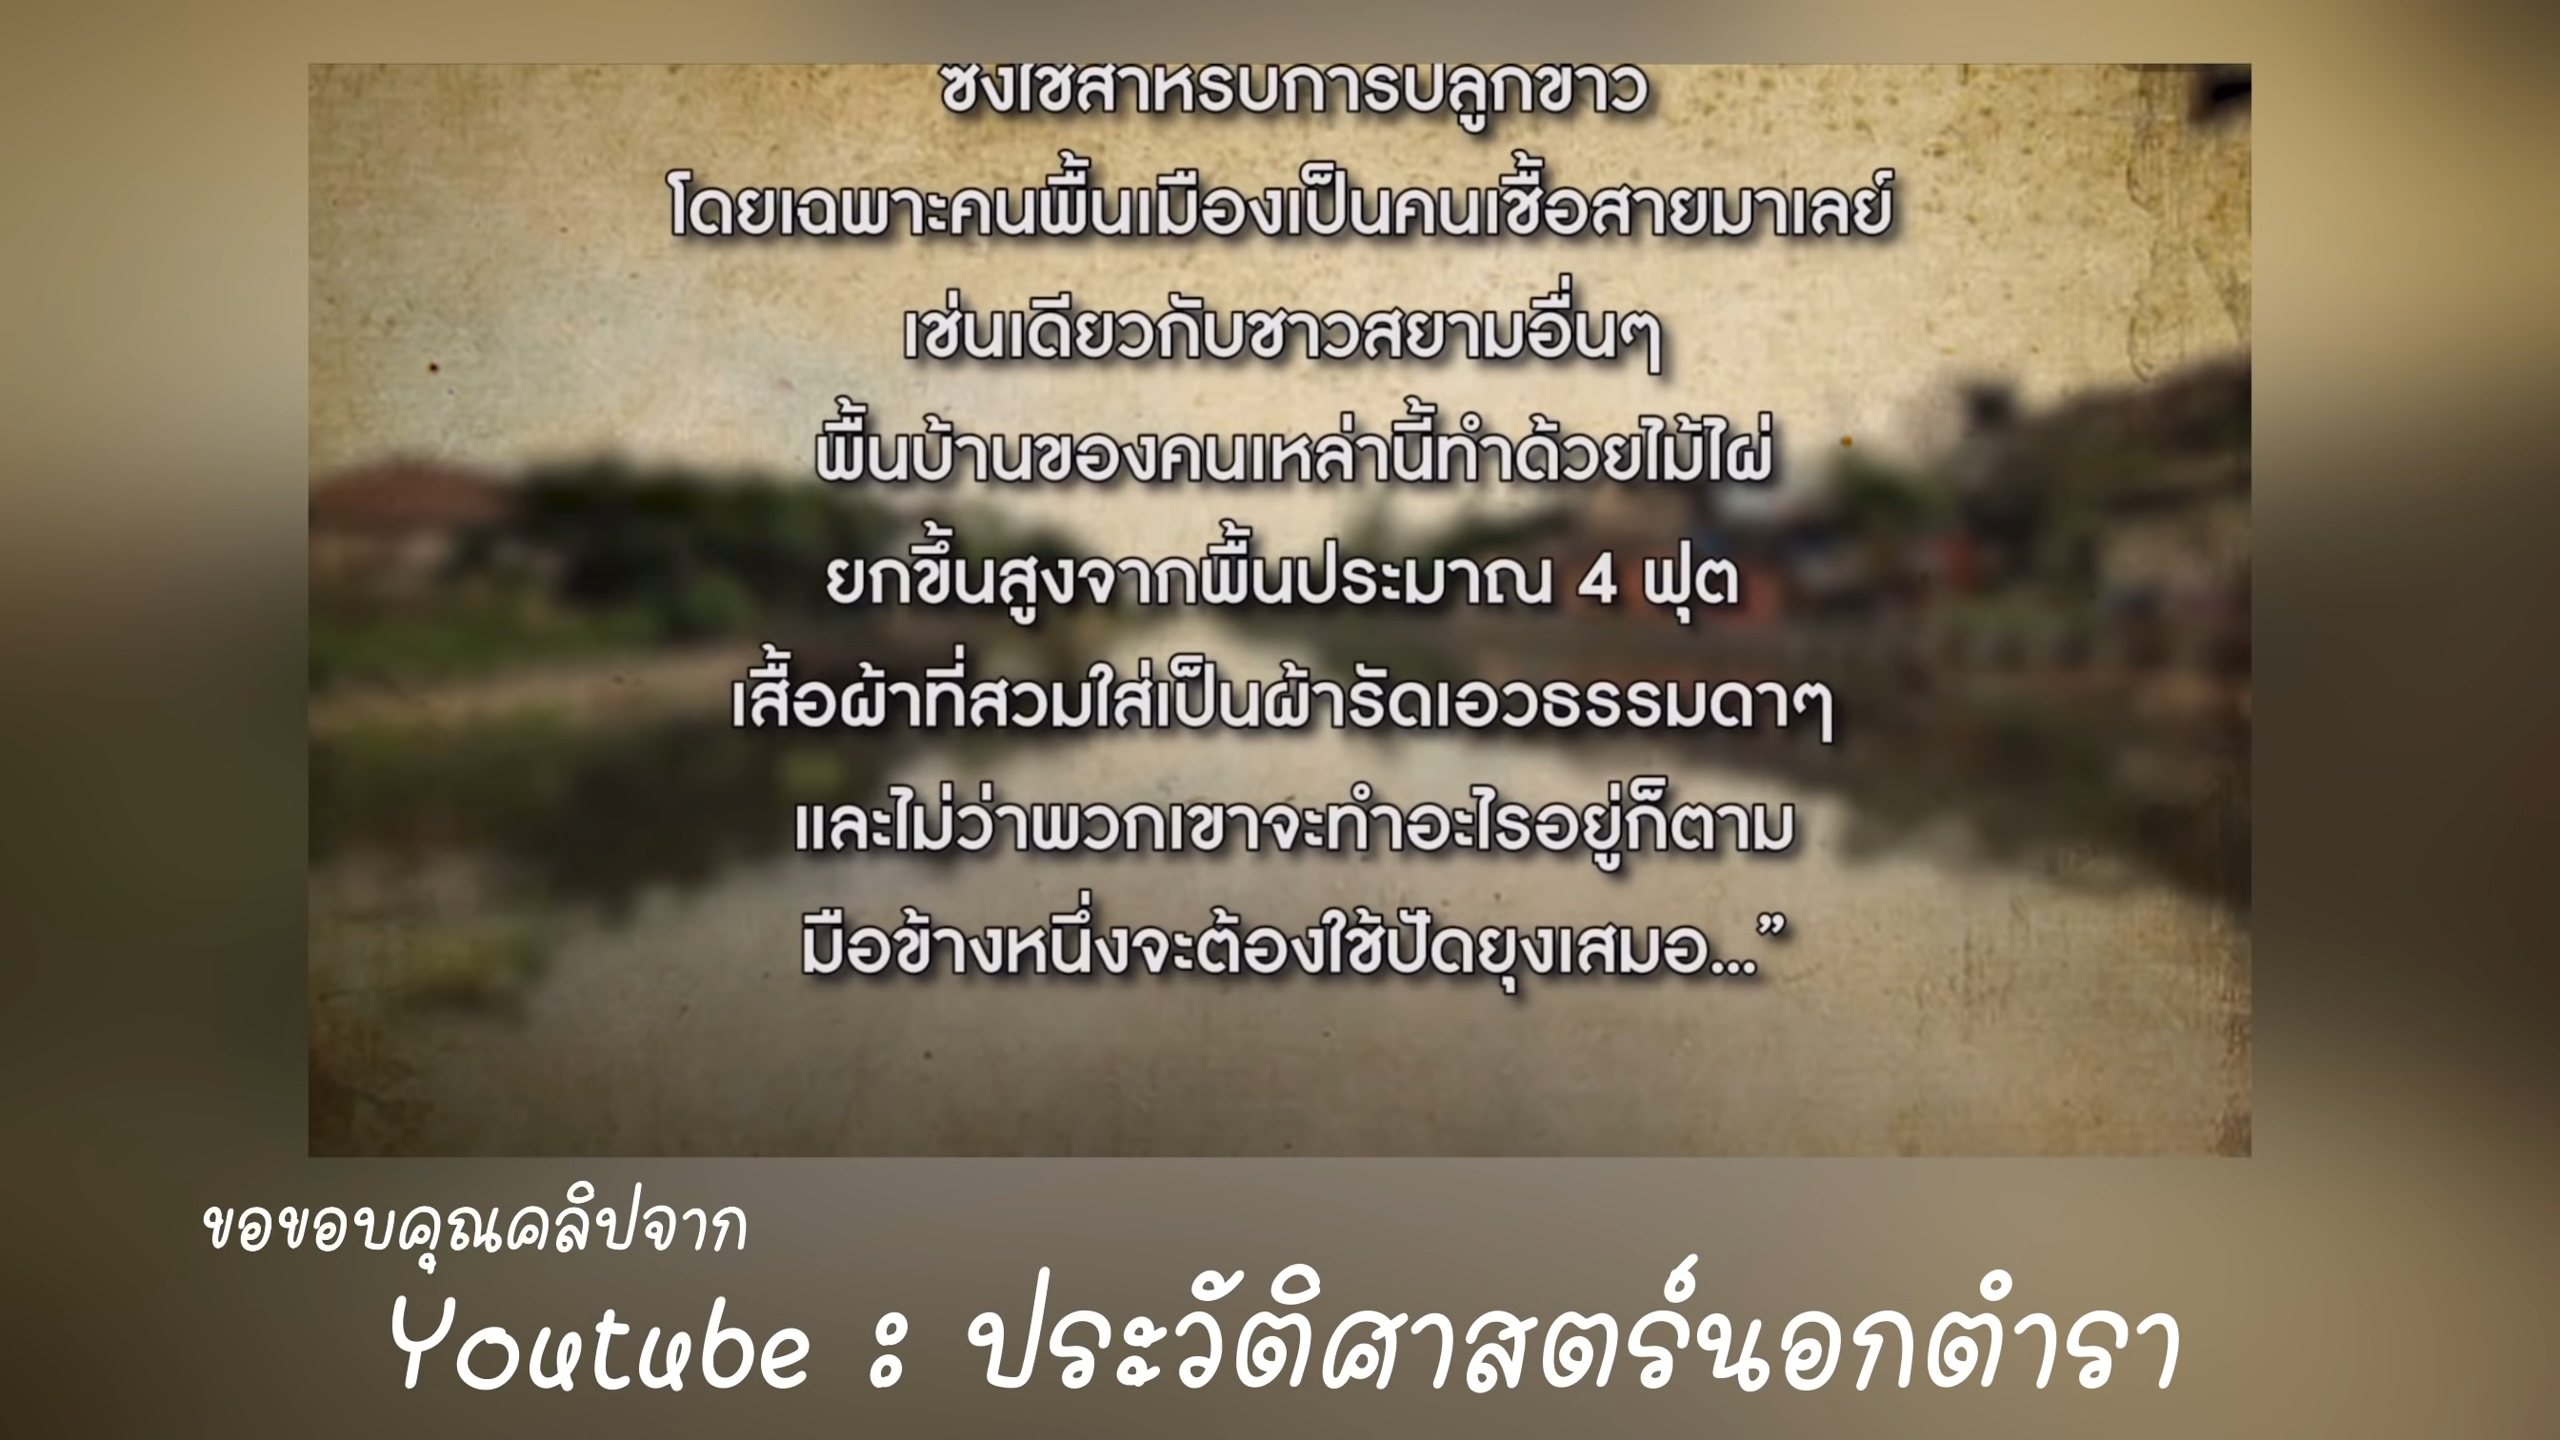 ซึ่งใช้สำหรับการปลูกข้าว
โดยเฉพาะคนพื้นเมืองเป็นคนเชื้อสายมาเลย์
เช่นเดียวกับชาวสยามอื่นๆ
พื้นบ้านของคนเหล่านี้ทำด้วยไม้ไผ่
ยกขึ้นสูงจากพื้นประมาณ 4 ฟุต
เสื้อผ้าที่สวมใส่เป็นผ้ารัดเอวธรรมดาๆ
และไม่ว่าพวกเขาจะทำอะไรอยู่ก็ตาม
มือข้างหนึ่งจะต้องใช้ปัดยุงเสมอ...”
ขอขอบคุณคลิปจาก
Youtube : ประวัติศาสตร์นอกตำรา